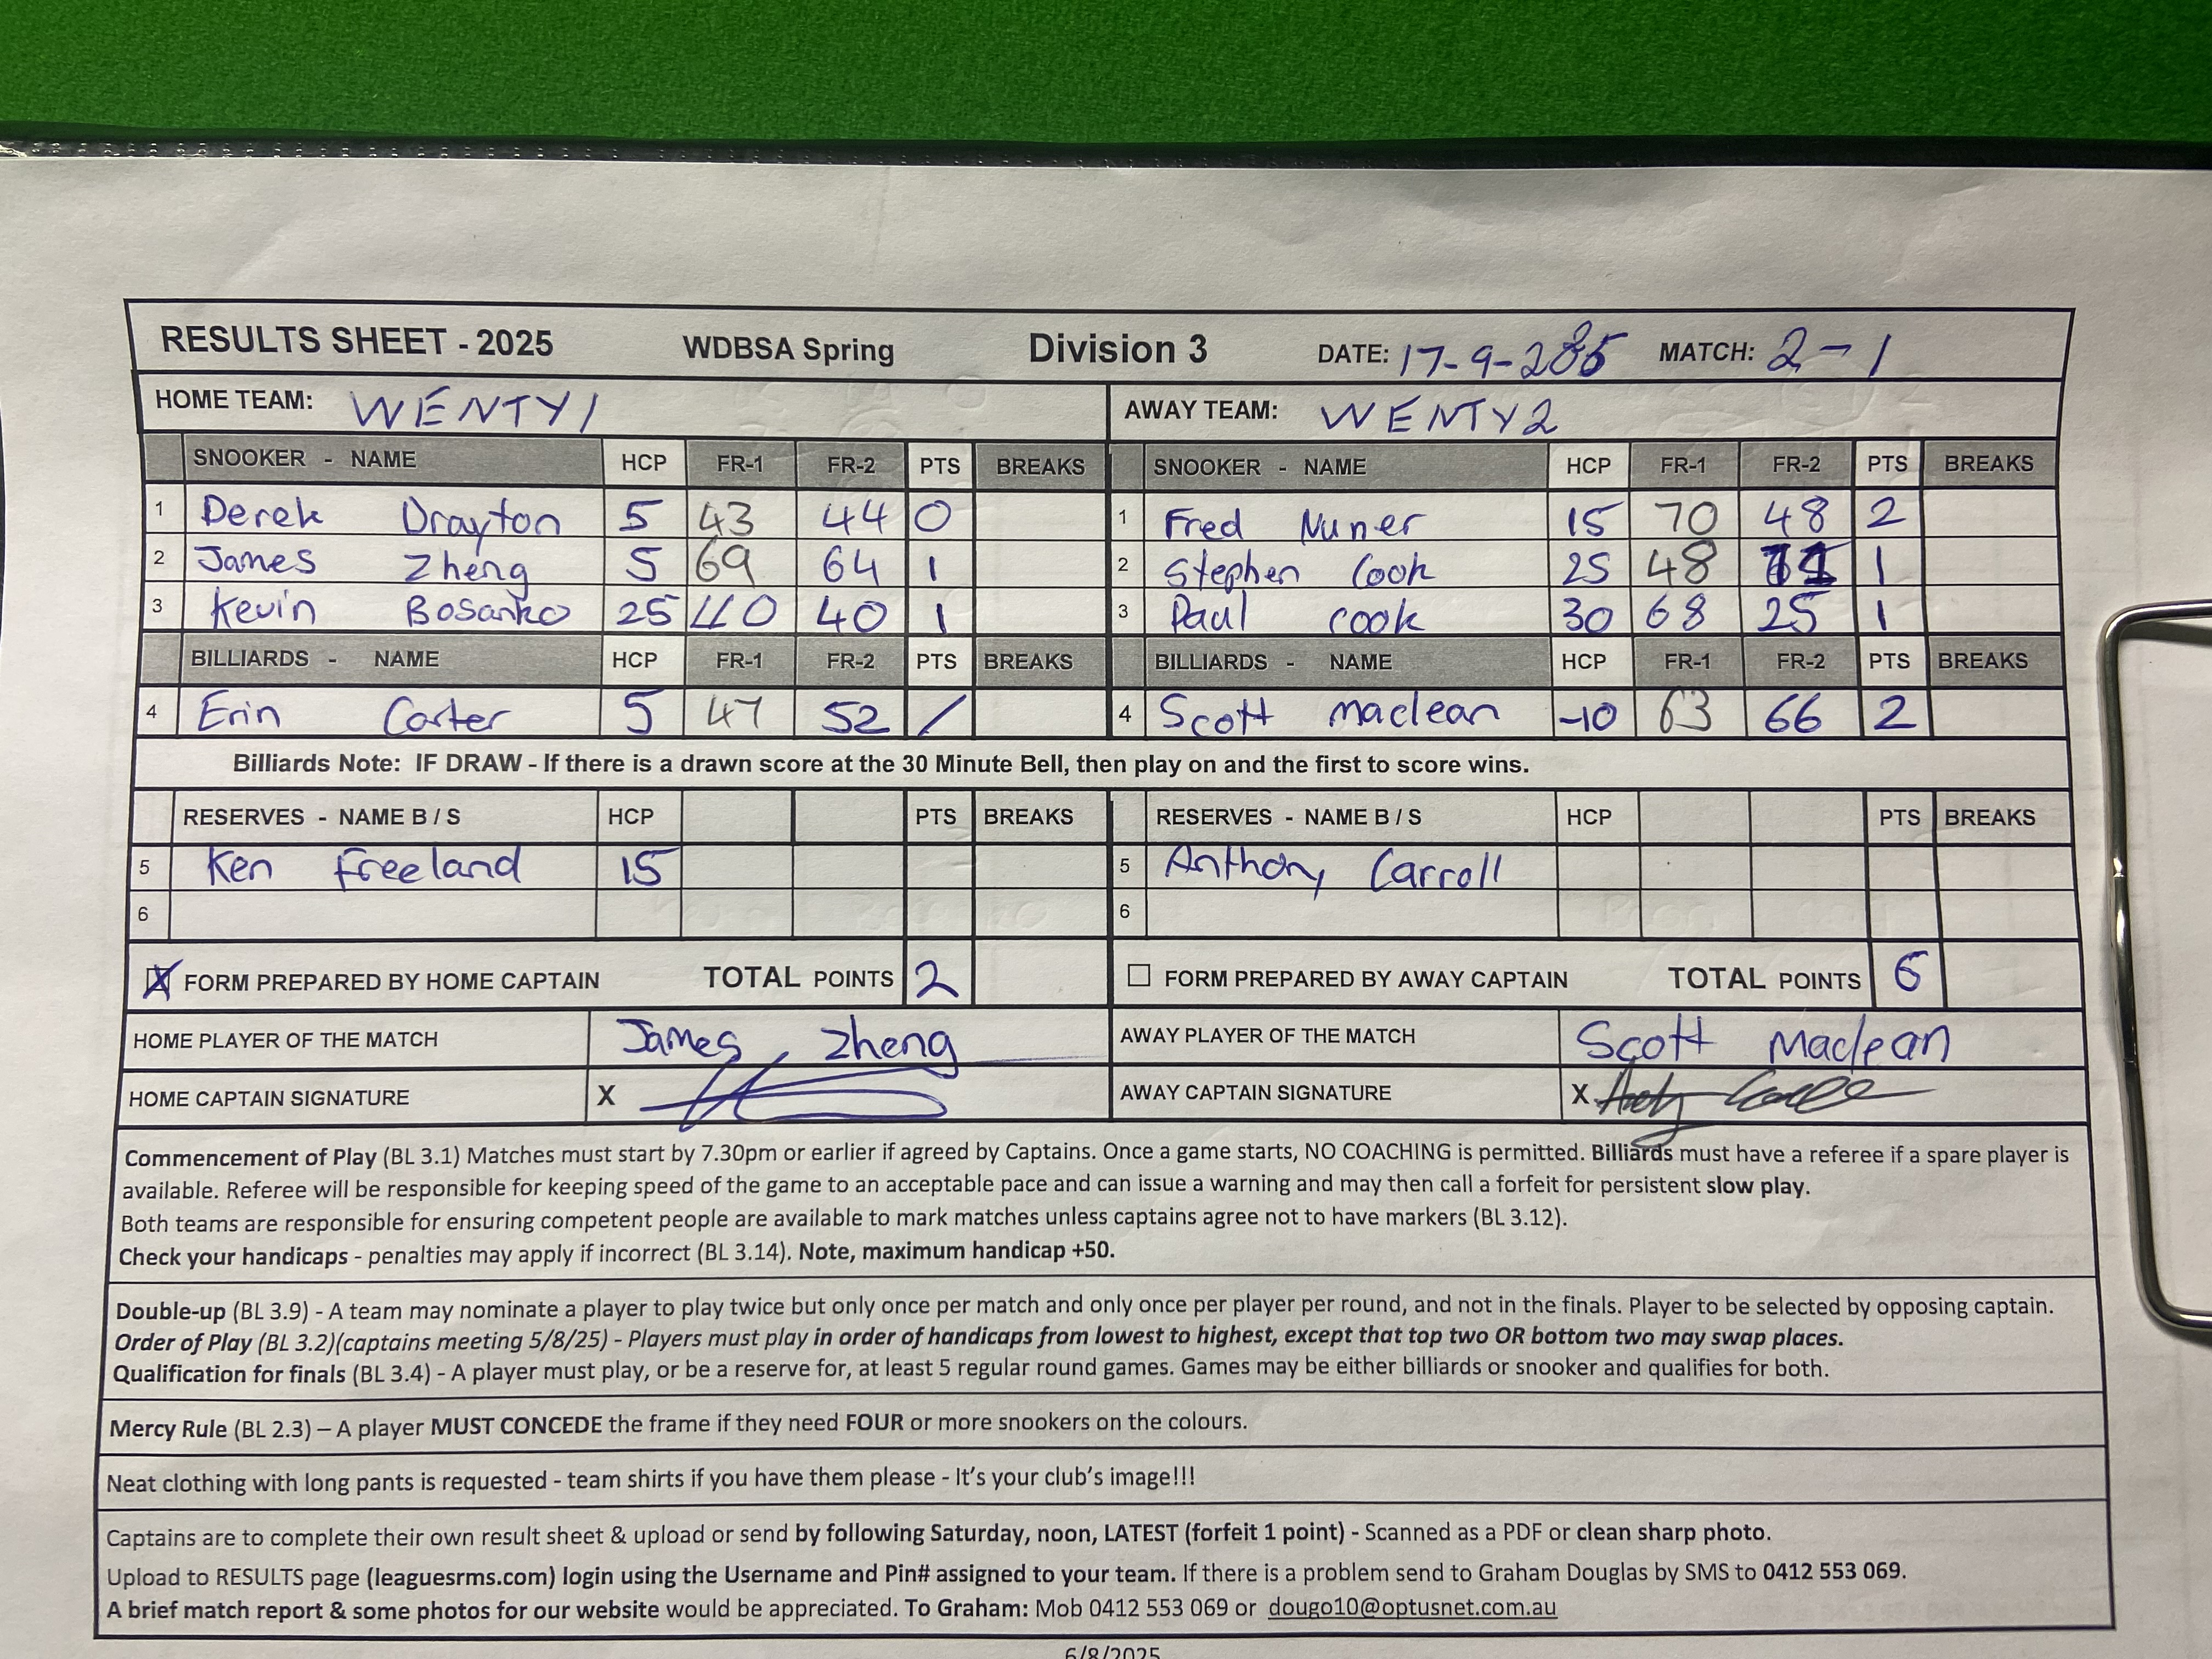 RESULTS SHEET - 2025 WDBSA Spring Division 3 DATE: 17-9-2025 MATCH: 2-1
HOME TEAM: WENTY1 AWAY TEAM: WENTY2
SNOOKER - NAME HCP FR-1 FR-2 PTS BREAKS SNOOKER - NAME HCP FR-1 FR-2 PTS BREAKS
1 Derek Drayton 5 43 44 0 1 Fred Nuner 15 70 48 2
2 James Zheng 5 69 64 1 2 Stephen Cook 25 48 1
3 Kevin Bosanko 25 40 1 3 Paul cook 30 68 25 1
BILLIARDS - NAME HCP FR-1 FR-2 PTS BREAKS BILLIARDS - NAME HCP FR-1 FR-2 PTS BREAKS
4 Erin Carter 5 47 52 / 4 Scott maclean -10 63 66 2
Billiards Note: IF DRAW - If there is a drawn score at the 30 Minute Bell, then play on and the first to score wins.
RESERVES - NAME B / S HCP PTS BREAKS RESERVES - NAME B / S HCP PTS BREAKS
5 Ken Freeland 15 5 Anthony Carroll
6 6
X FORM PREPARED BY HOME CAPTAIN TOTAL POINTS 2 FORM PREPARED BY AWAY CAPTAIN TOTAL POINTS 6
HOME PLAYER OF THE MATCH James Zheng AWAY PLAYER OF THE MATCH Scott Maclean
HOME CAPTAIN SIGNATURE X AWAY CAPTAIN SIGNATURE X
Commencement of Play (BL 3.1) Matches must start by 7.30pm or earlier if agreed by Captains. Once a game starts, NO COACHING is permitted. Billiards must have a referee if a spare player is
available. Referee will be responsible for keeping speed of the game to an acceptable pace and can issue a warning and may then call a forfeit for persistent slow play.
Both teams are responsible for ensuring competent people are available to mark matches unless captains agree not to have markers (BL 3.12).
Check your handicaps - penalties may apply if incorrect (BL 3.14). Note, maximum handicap +50.
Double-up (BL 3.9) - A team may nominate a player to play twice but only once per match and only once per player per round, and not in the finals. Player to be selected by opposing captain.
Order of Play (BL 3.2)(captains meeting 5/8/25) - Players must play in order of handicaps from lowest to highest, except that top two OR bottom two may swap places.
Qualification for finals (BL 3.4) - A player must play, or be a reserve for, at least 5 regular round games. Games may be either billiards or snooker and qualifies for both.
Mercy Rule (BL 2.3) – A player MUST CONCEDE the frame if they need FOUR or more snookers on the colours.
Neat clothing with long pants is requested - team shirts if you have them please - It's your club's image!!!
Captains are to complete their own result sheet & upload or send by following Saturday, noon, LATEST (forfeit 1 point) - Scanned as a PDF or clean sharp photo.
Upload to RESULTS page (leaguesrms.com) login using the Username and Pin# assigned to your team. If there is a problem send to Graham Douglas by SMS to 0412 553 069.
A brief match report & some photos for our website would be appreciated. To Graham: Mob 0412 553 069 or dougo10@optusnet.com.au
6/8/2025